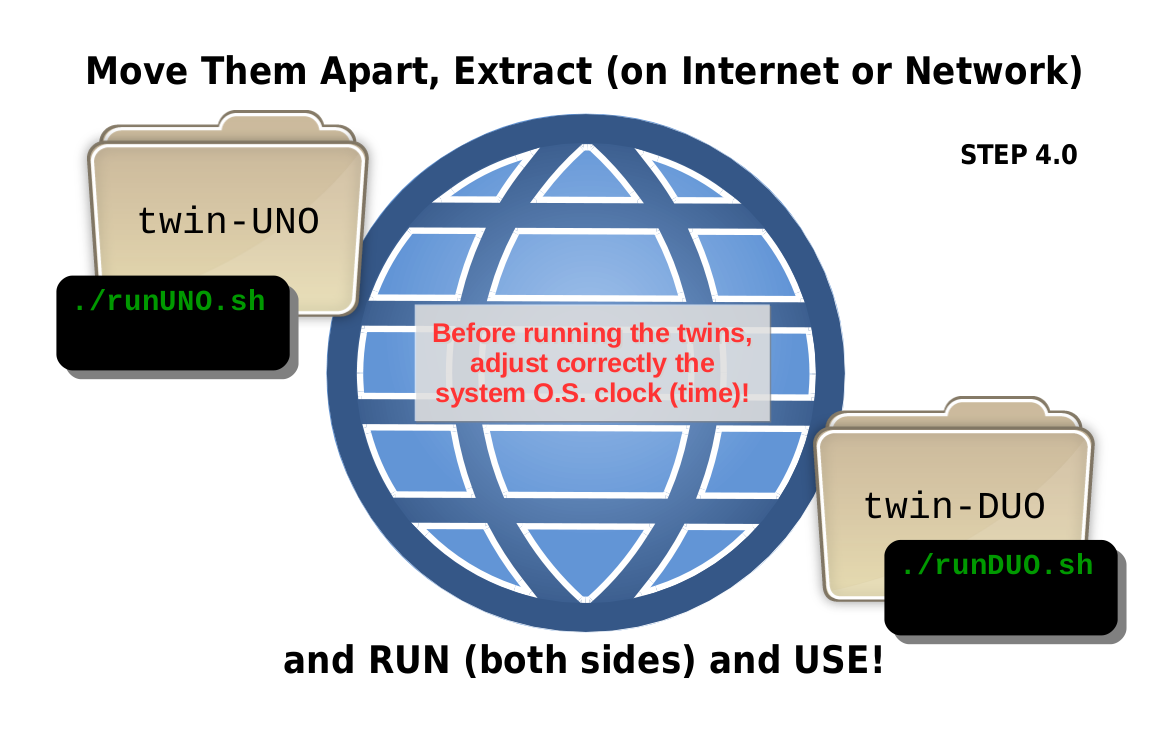 Move Them Apart, Extract (on Internet or Network)
STEP 4.0
twin-UNO
./runUNO.sh
Before running the twins,
adjust correctly the
system O.S. clock (time)!
twin-DUO
./runDUO.sh
and RUN (both sides) and USE!